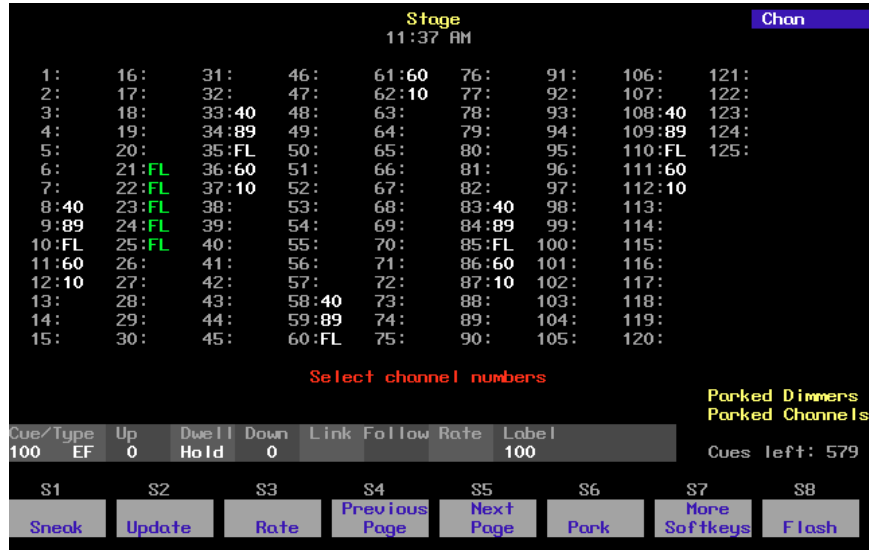 Stage Chan
11:37 AM
1: 16: 31: 46: 61:60 76: 91: 106: 121:
2: 17: 32: 47: 62:10 77: 92: 107: 122:
3: 18: 33:40 48: 63: 78: 93: 108:40 123:
4: 19: 34:89 49: 64: 79: 94: 109:89 124:
5: 20: 35:FL 50: 65: 80: 95: 110:FL 125:
6: 21:FL 36:60 51: 66: 81: 96: 111:60
7: 22:FL 37:10 52: 67: 82: 97: 112:10
8:40 23:FL 38: 53: 68: 83:40 98: 113:
9:89 24:FL 39: 54: 69: 84:89 99: 114:
10:FL 25:FL 40: 55: 70: 85:FL 100: 115:
11:60 26: 41: 56: 71: 86:60 101: 116:
12:10 27: 42: 57: 72: 87:10 102: 117:
13: 28: 43: 58:40 73: 88: 103: 118:
14: 29: 44: 59:89 74: 89: 104: 119:
15: 30: 45: 60:FL 75: 90: 105: 120:
Select channel numbers
Parked Dimmers
Parked Channels
Cue/Type Up Dwell Down Link Follow Rate Label
100 EF 0 Hold 0 100 Cues left: 579
S1 S2 S3 S4 S5 S6 S7 S8
Sneak Update Rate Previous Page Next Page Park More Softkeys Flash